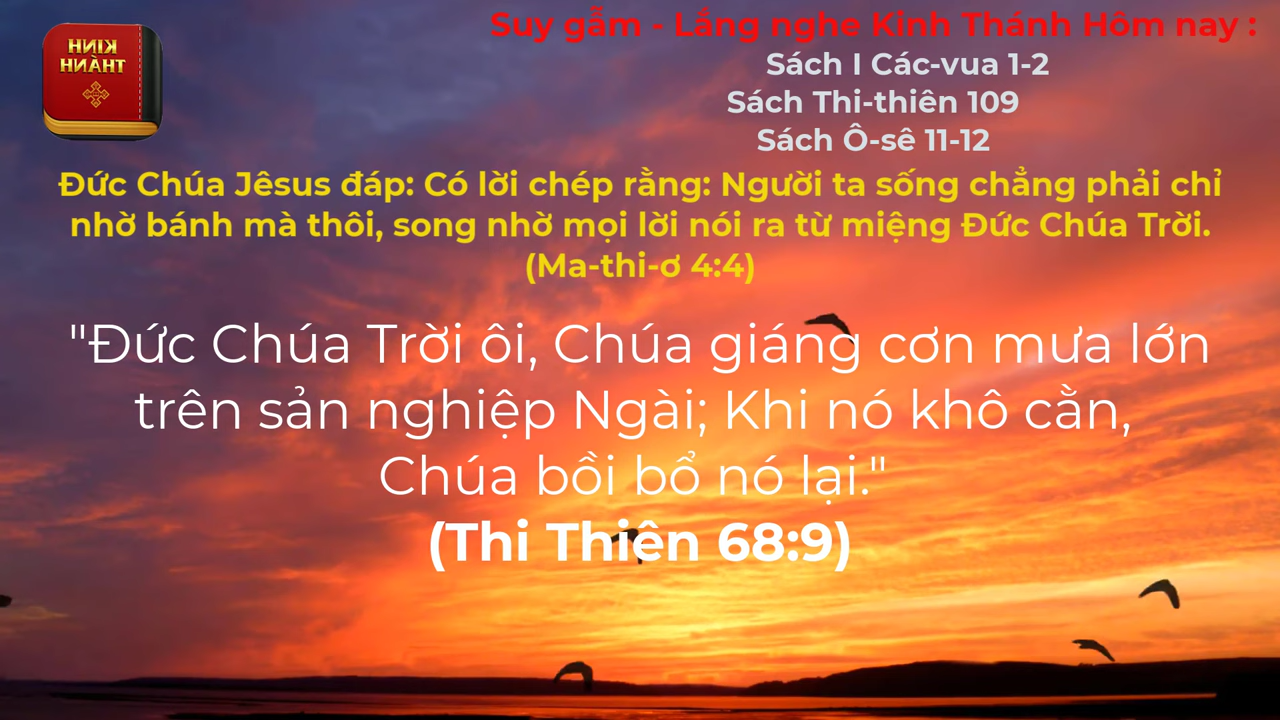 Suy gẫm - Lắng nghe Kinh Thánh Hôm nay :
KINH
THÁNH
Sách I Các-vua 1-2
Sách Thi-thiên 109
Sách Ô-sê 11-12
Đức Chúa Jêsus đáp: Có lời chép rằng: Người ta sống chẳng phải chỉ
nhờ bánh mà thôi, song nhờ mọi lời nói ra từ miệng Đức Chúa Trời.
(Ma-thi-ơ 4:4)
"Đức Chúa Trời ôi, Chúa giáng cơn mưa lớn
trên sản nghiệp Ngài; Khi nó khô cằn,
Chúa bồi bổ nó lại."
(Thi Thiên 68:9)